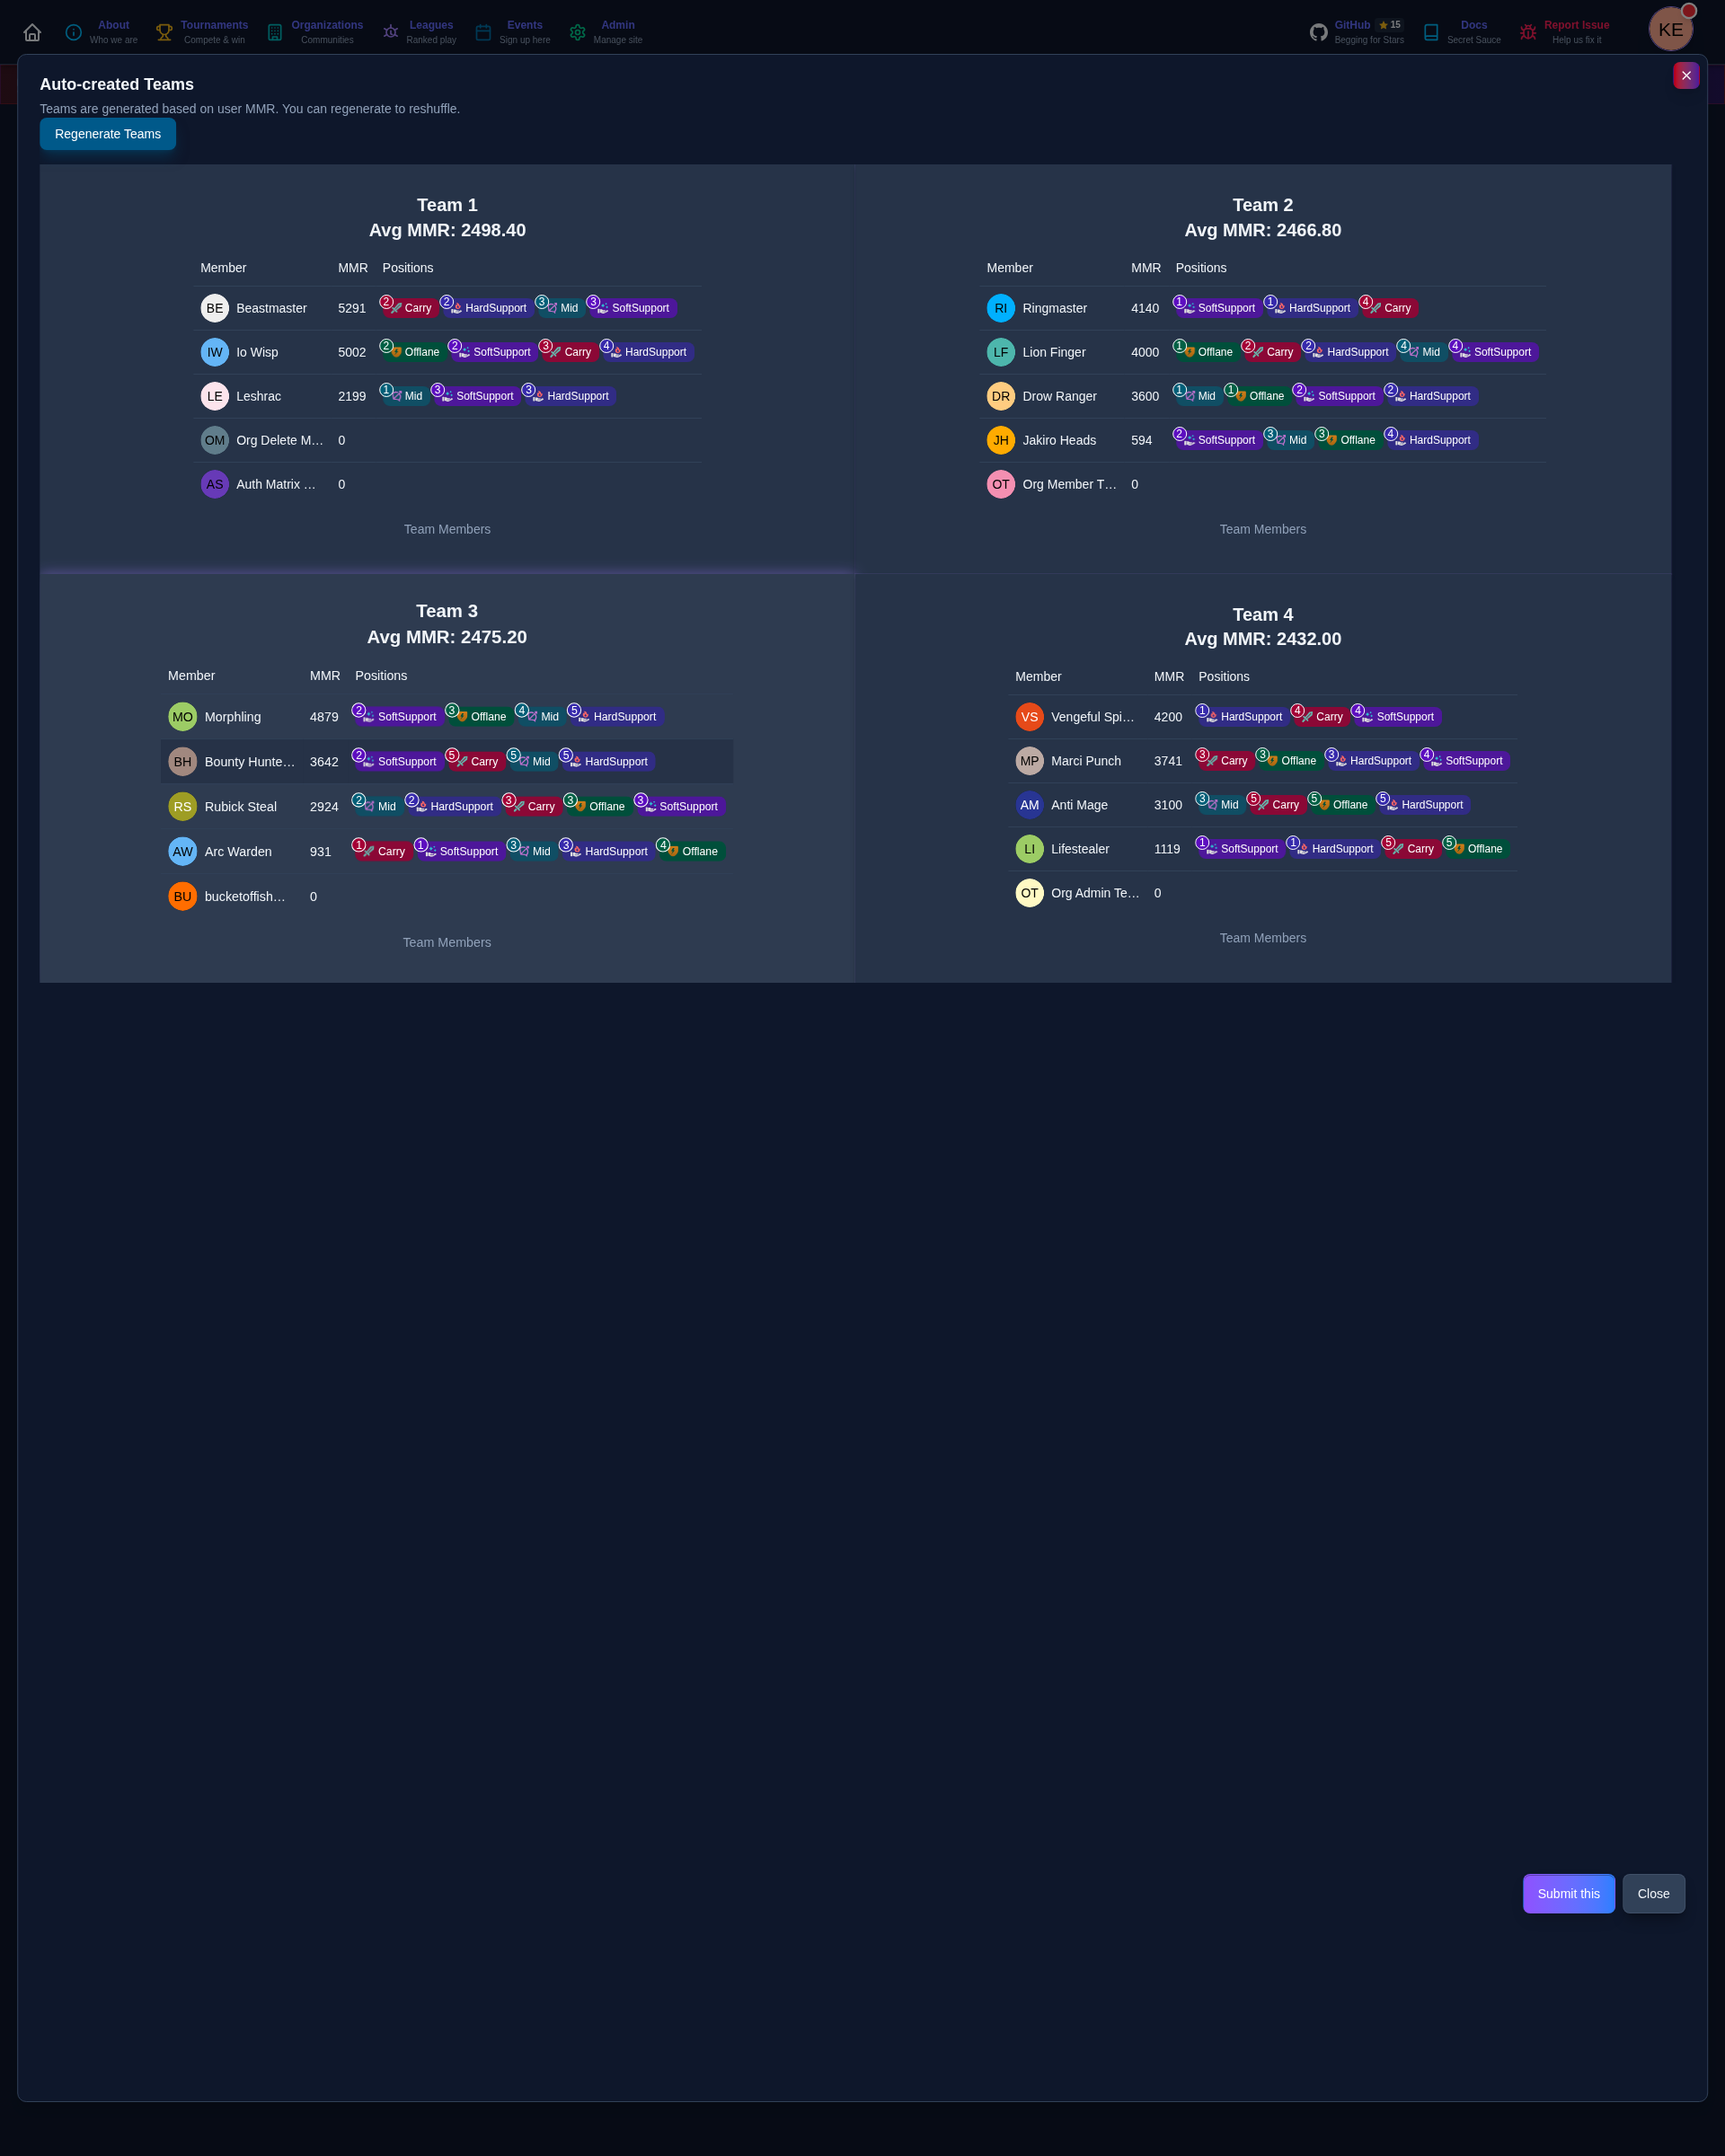 About
Who we are
Tournaments
Compete & win
Organizations
Communities
Leagues
Ranked play
Events
Sign up here
Admin
Manage site
GitHub 15
Begging for Stars
Docs
Secret Sauce
Report Issue
Help us fix it
KE
Auto-created Teams
Teams are generated based on user MMR. You can regenerate to reshuffle.
Regenerate Teams
Team 1
Avg MMR: 2498.40
Member MMR Positions
BE Beastmaster 5291 2 Carry 2 HardSupport 3 Mid 3 SoftSupport
IW Io Wisp 5002 2 Offlane 2 SoftSupport 3 Carry 4 HardSupport
LE Leshrac 2199 1 Mid 3 SoftSupport 3 HardSupport
OM Org Delete M... 0
AS Auth Matrix ... 0
Team Members
Team 2
Avg MMR: 2466.80
Member MMR Positions
RI Ringmaster 4140 1 SoftSupport 1 HardSupport 4 Carry
LF Lion Finger 4000 1 Offlane 2 Carry 2 HardSupport 4 Mid 4 SoftSupport
DR Drow Ranger 3600 1 Mid 1 Offlane 2 SoftSupport 2 HardSupport
JH Jakiro Heads 594 2 SoftSupport 3 Mid 3 Offlane 4 HardSupport
OT Org Member T... 0
Team Members
Team 3
Avg MMR: 2475.20
Member MMR Positions
MO Morphling 4879 2 SoftSupport 3 Offlane 4 Mid 5 HardSupport
BH Bounty Hunte... 3642 2 SoftSupport 5 Carry 5 Mid 5 HardSupport
RS Rubick Steal 2924 2 Mid 2 HardSupport 3 Carry 3 Offlane 3 SoftSupport
AW Arc Warden 931 1 Carry 1 SoftSupport 3 Mid 3 HardSupport 4 Offlane
BU bucketoffish... 0
Team Members
Team 4
Avg MMR: 2432.00
Member MMR Positions
VS Vengeful Spi... 4200 1 HardSupport 4 Carry 4 SoftSupport
MP Marci Punch 3741 3 Carry 3 Offlane 3 HardSupport 4 SoftSupport
AM Anti Mage 3100 3 Mid 5 Carry 5 Offlane 5 HardSupport
LI Lifestealer 1119 1 SoftSupport 1 HardSupport 5 Carry 5 Offlane
OT Org Admin Te... 0
Team Members
Submit this
Close